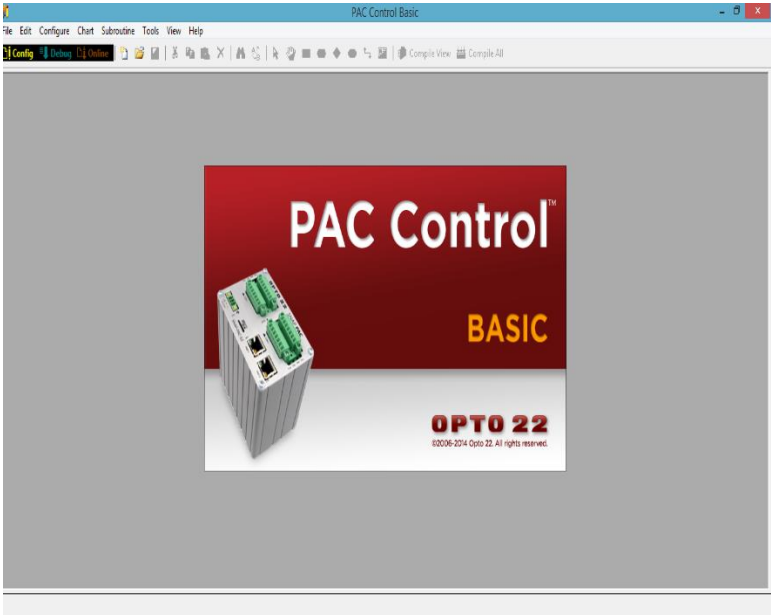 PAC Control Basic
File Edit Configure Chart Subroutine Tools View Help
Config Debug Online Compile View Compile All
PAC Control™
BASIC
OPTO 22
©2006-2014 Opto 22. All rights reserved.